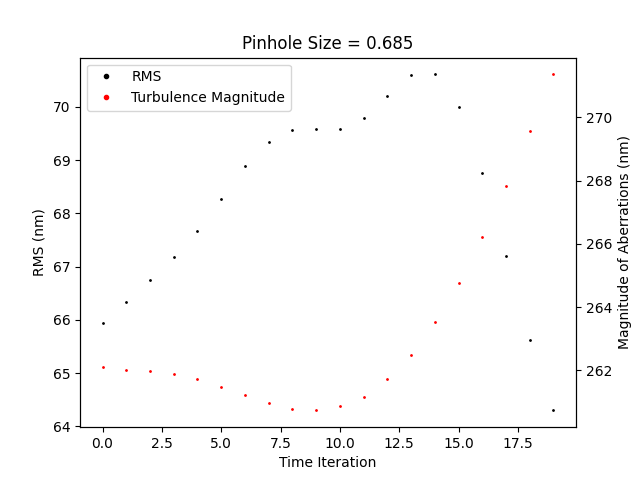 Pinhole Size = 0.685
RMS
Turbulence Magnitude
70
69
68
67
66
65
64
RMS (nm)
270
268
266
264
262
Magnitude of Aberrations (nm)
0.0 2.5 5.0 7.5 10.0 12.5 15.0 17.5
Time Iteration